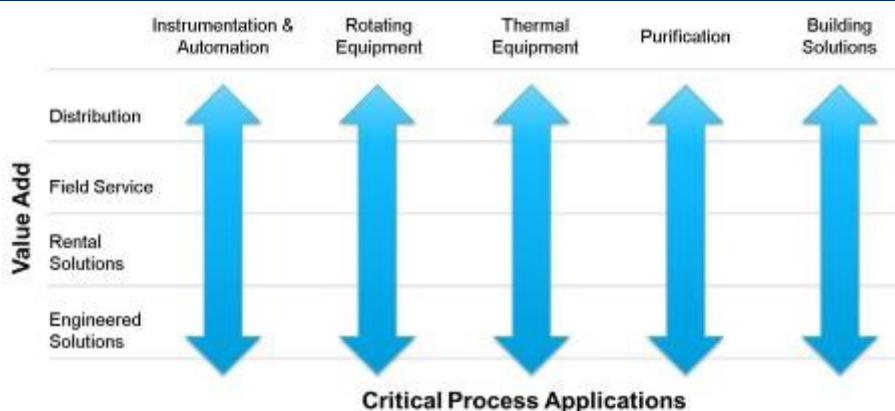 Instrumentation &
Automation
Rotating
Equipment
Thermal
Equipment
Purification
Building
Solutions
Value Add
Distribution
Field Service
Rental
Solutions
Engineered
Solutions
Critical Process Applications